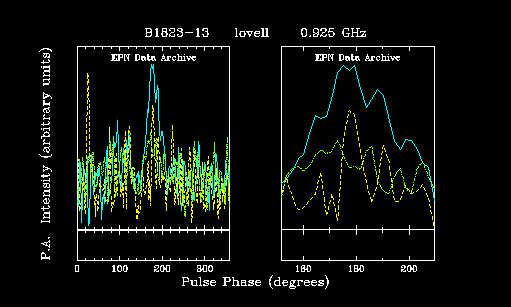 B1823-13 lovell 0.925 GHz
EPN Data Archive EPN Data Archive
P.A. Intensity (arbitrary units)
0 100 200 300 180 180 200
Pulse Phase (degrees)